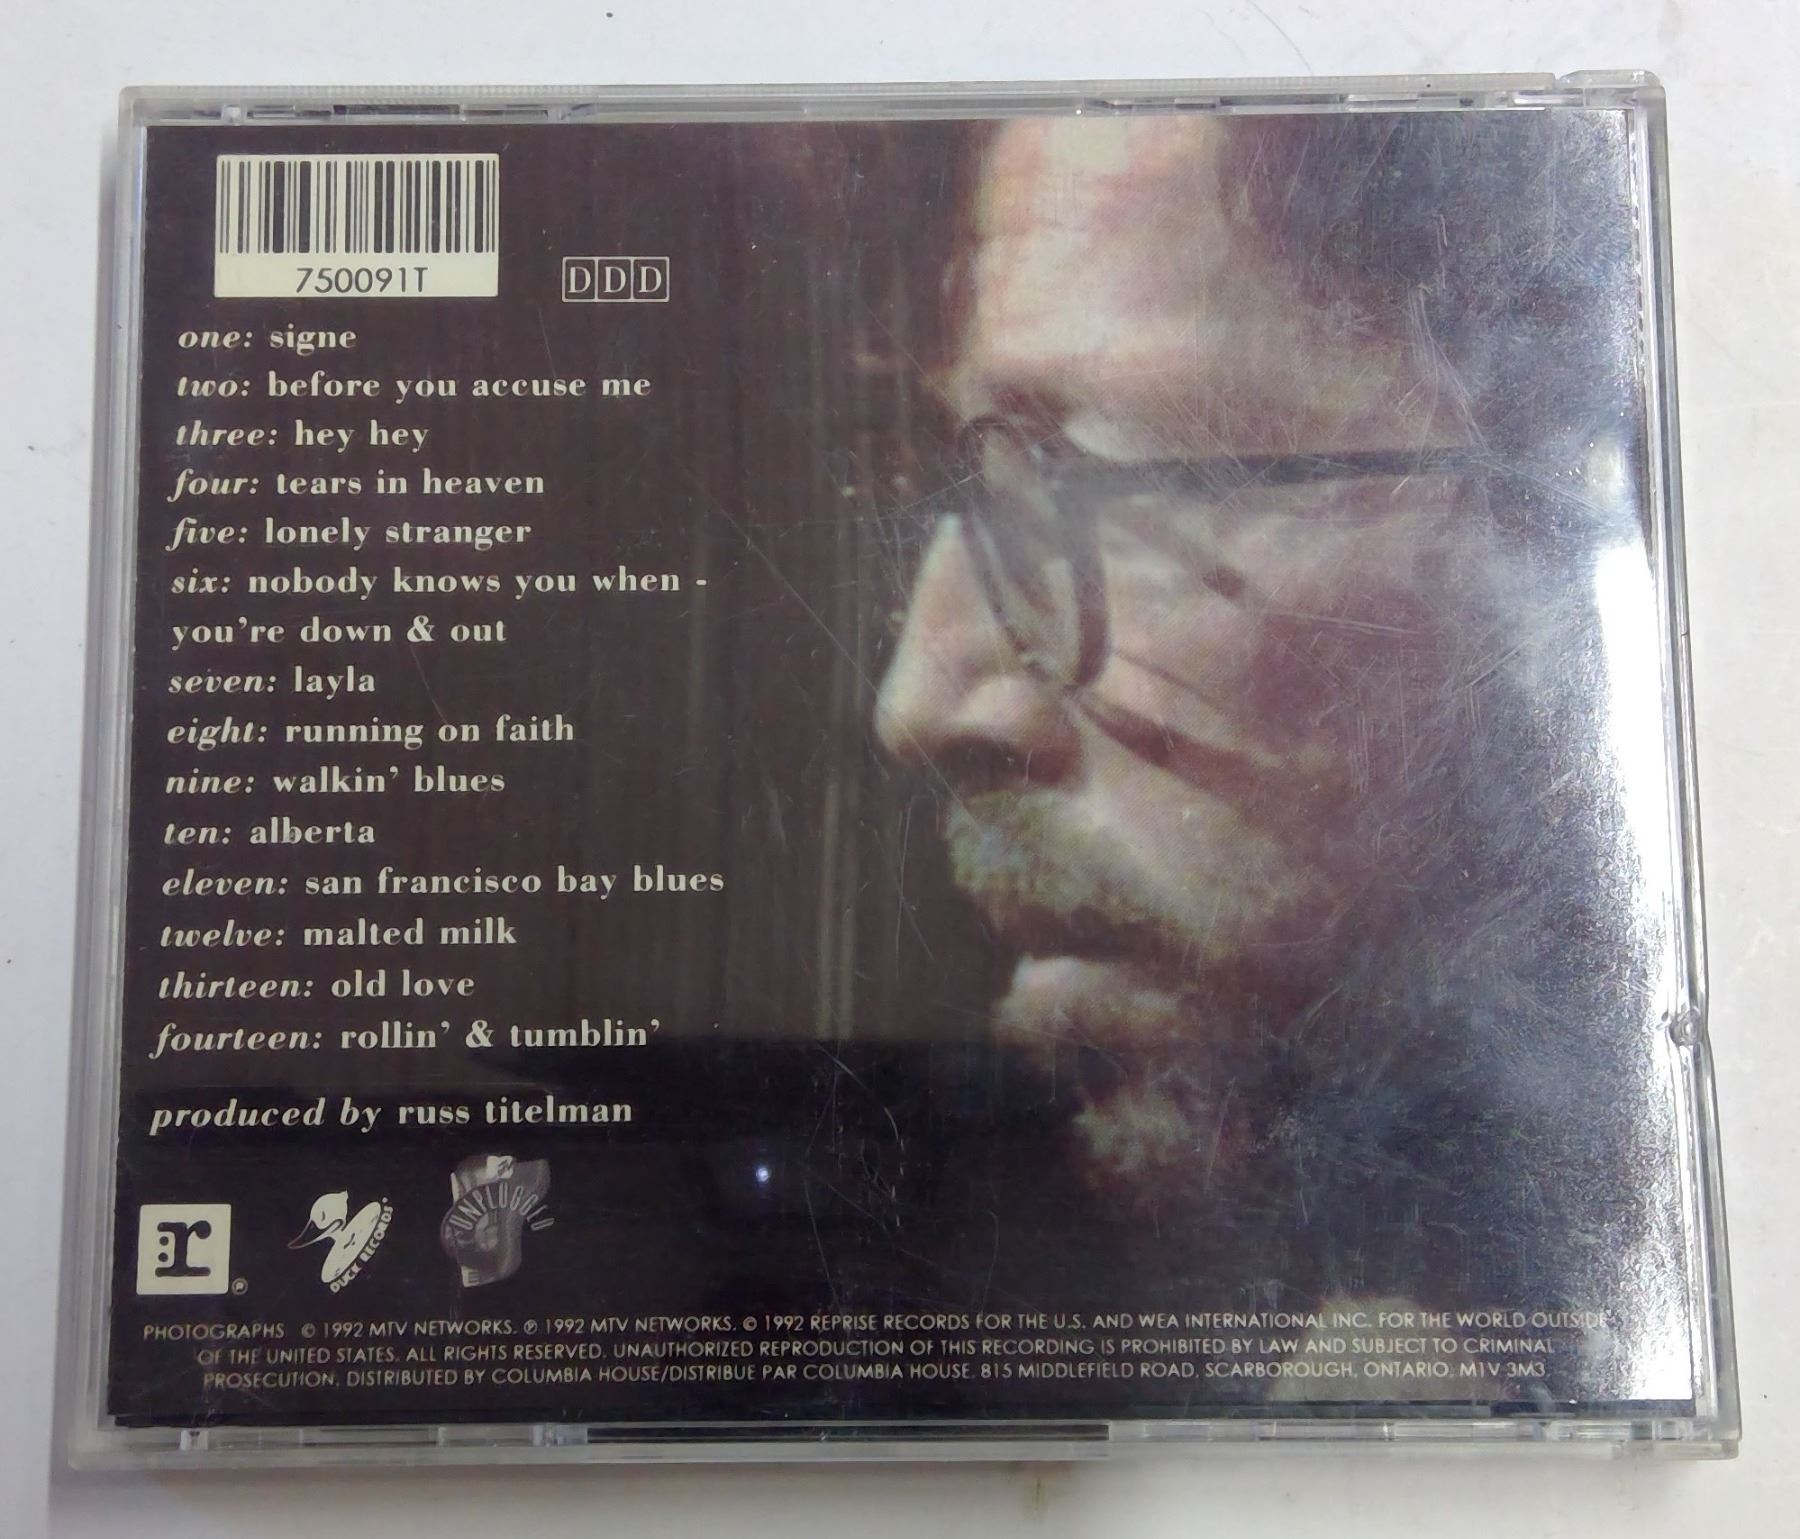 750091T
DDD
one: signe
two: before you accuse me
three: hey hey
four: tears in heaven
five: lonely stranger
six: nobody knows you when -
you're down & out
seven: layla
eight: running on faith
nine: walkin' blues
ten: alberta
eleven: san francisco bay blues
twelve: malted milk
thirteen: old love
fourteen: rollin' & tumblin'
produced by russ titelman
r ®
DUCK RECORDS
UNPLUGGED
PHOTOGRAPHS © 1992 MTV NETWORKS. ℗ 1992 MTV NETWORKS. © 1992 REPRISE RECORDS FOR THE U.S. AND WEA INTERNATIONAL INC. FOR THE WORLD OUTSIDE
OF THE UNITED STATES. ALL RIGHTS RESERVED. UNAUTHORIZED REPRODUCTION OF THIS RECORDING IS PROHIBITED BY LAW AND SUBJECT TO CRIMINAL
PROSECUTION. DISTRIBUTED BY COLUMBIA HOUSE/DISTRIBUE PAR COLUMBIA HOUSE. 815 MIDDLEFIELD ROAD, SCARBOROUGH, ONTARIO. M1V 3M3